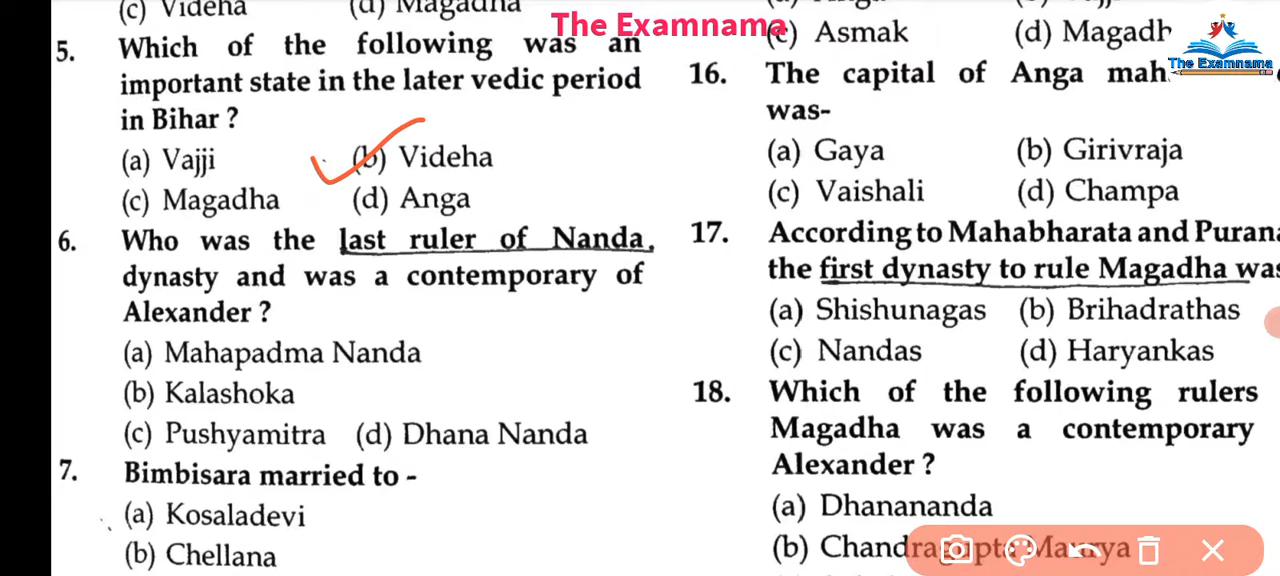 The Examnama
(c) Videha (d) Magadha
5. Which of the following was an
important state in the later vedic period
in Bihar ?
(a) Vajji (b) Videha
(c) Magadha (d) Anga
6. Who was the last ruler of Nanda
dynasty and was a contemporary of
Alexander ?
(a) Mahapadma Nanda
(b) Kalashoka
(c) Pushyamitra (d) Dhana Nanda
7. Bimbisara married to -
(a) Kosaladevi
(b) Chellana
(c) Asmak (d) Magadh
The Examnama
16. The capital of Anga mah
was-
(a) Gaya (b) Girivraja
(c) Vaishali (d) Champa
17. According to Mahabharata and Purana
the first dynasty to rule Magadha was
(a) Shishunagas (b) Brihadrathas
(c) Nandas (d) Haryankas
18. Which of the following rulers
Magadha was a contemporary
Alexander ?
(a) Dhanananda
(b) Chandragupta Maurya